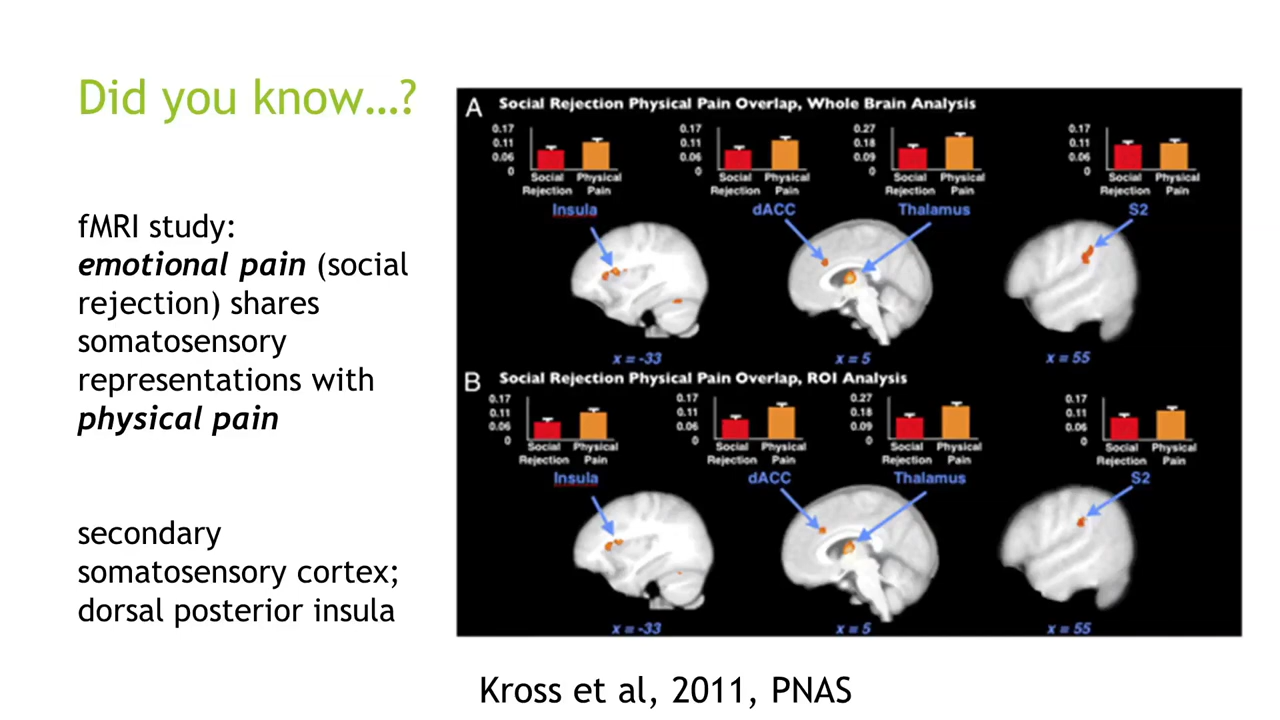 Did you know…?
fMRI study:
emotional pain (social
rejection) shares
somatosensory
representations with
physical pain
secondary
somatosensory cortex;
dorsal posterior insula
A Social Rejection Physical Pain Overlap, Whole Brain Analysis
0.17
0.11
0.06
0
Social
Rejection
Physical
Pain
Insula
0.17
0.11
0.06
0
Social
Rejection
Physical
Pain
dACC
0.27
0.18
0.09
0
Social
Rejection
Physical
Pain
Thalamus
0.17
0.11
0.06
0
Social
Rejection
Physical
Pain
S2
x = -33
x = 5
x = 55
B Social Rejection Physical Pain Overlap, ROI Analysis
0.17
0.11
0.06
0
Social
Rejection
Physical
Pain
Insula
0.17
0.11
0.06
0
Social
Rejection
Physical
Pain
dACC
0.27
0.18
0.09
0
Social
Rejection
Physical
Pain
Thalamus
0.17
0.11
0.06
0
Social
Rejection
Physical
Pain
S2
x = -33
x = 5
x = 55
Kross et al, 2011, PNAS